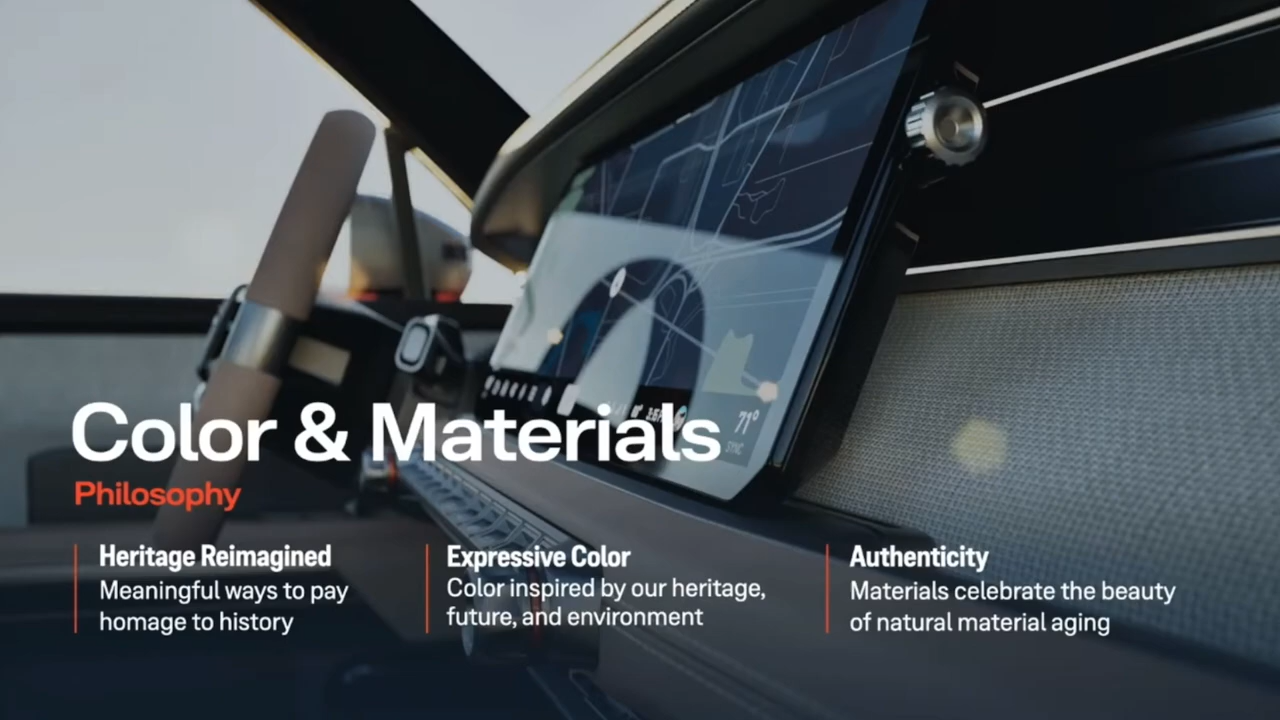 Color & Materials
Philosophy
Heritage Reimagined
Meaningful ways to pay
homage to history
Expressive Color
Color inspired by our heritage,
future, and environment
Authenticity
Materials celebrate the beauty
of natural material aging
71°
SYNC